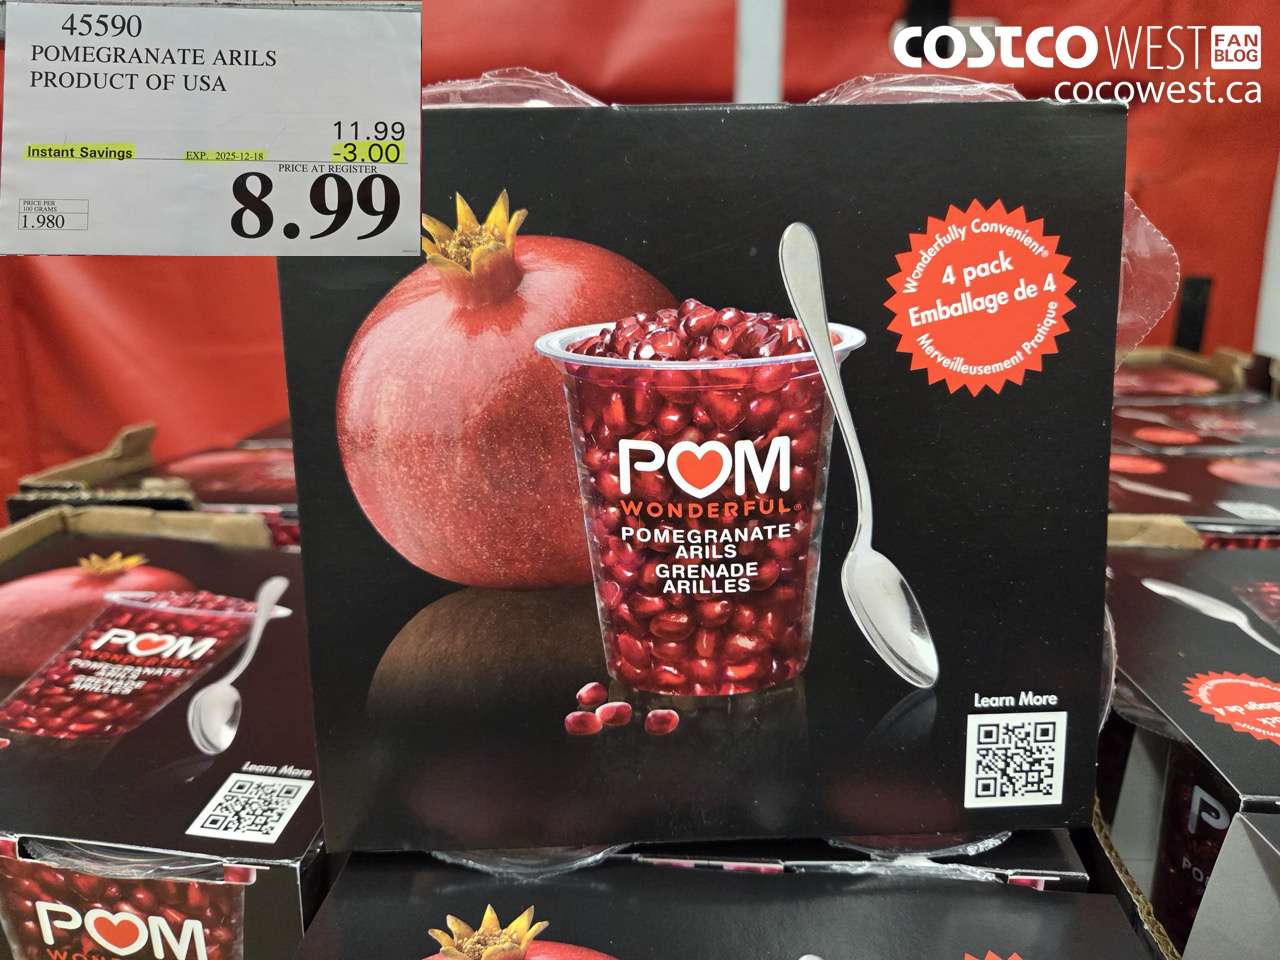 45590
POMEGRANATE ARILS
PRODUCT OF USA
11.99
Instant Savings EXP. 2025-12-18 -3.00
PRICE AT REGISTER
8.99
PRICE PER
100 GRAMS
1.980
COSTCO WEST FAN BLOG
cocowest.ca
Wonderfully Convenient®
4 pack
Emballage de 4
Merveilleusement Pratique
POM
WONDERFUL®
POMEGRANATE
ARILS
GRENADE
ARILLES
Learn More
POM
WONDERFUL
POMEGRANATE
ARILS
GRENADE
ARILLES
Learn More
POM